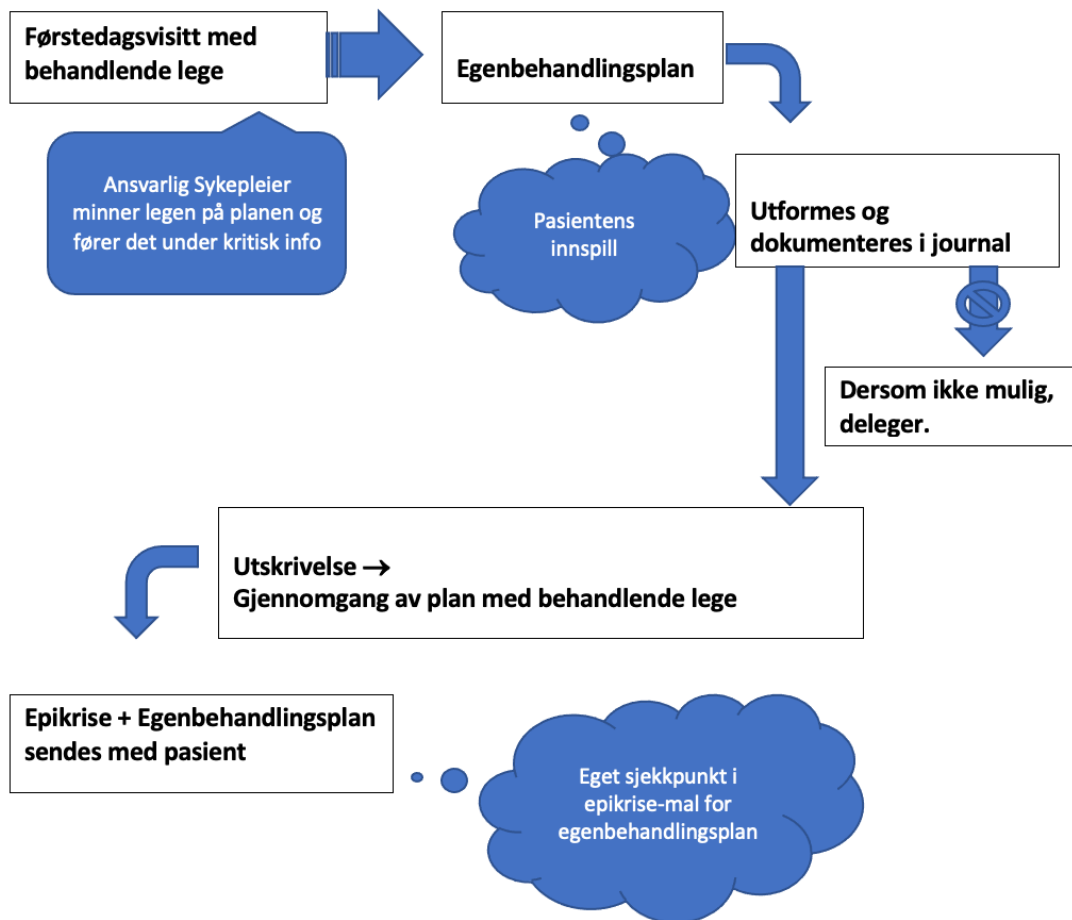 Førstedagsvisitt med
behandlende lege
Egenbehandlingsplan
Ansvarlig Sykepleier
minner legen på planen og
fører det under kritisk info
Pasientens
innspill
Utformes og
dokumenteres i journal
Dersom ikke mulig,
deleger.
Utskrivelse →
Gjennomgang av plan med behandlende lege
Epikrise + Egenbehandlingsplan
sendes med pasient
Eget sjekkpunkt i
epikrise-mal for
egenbehandlingsplan